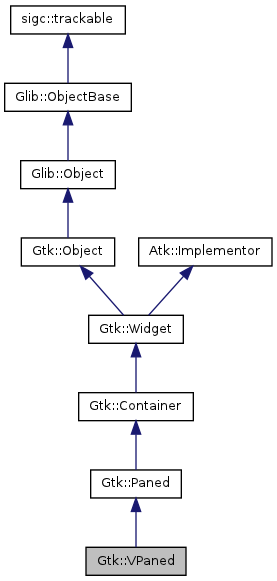 sigc::trackable
Glib::ObjectBase
Glib::Object
Gtk::Object
Atk::Implementor
Gtk::Widget
Gtk::Container
Gtk::Paned
Gtk::VPaned